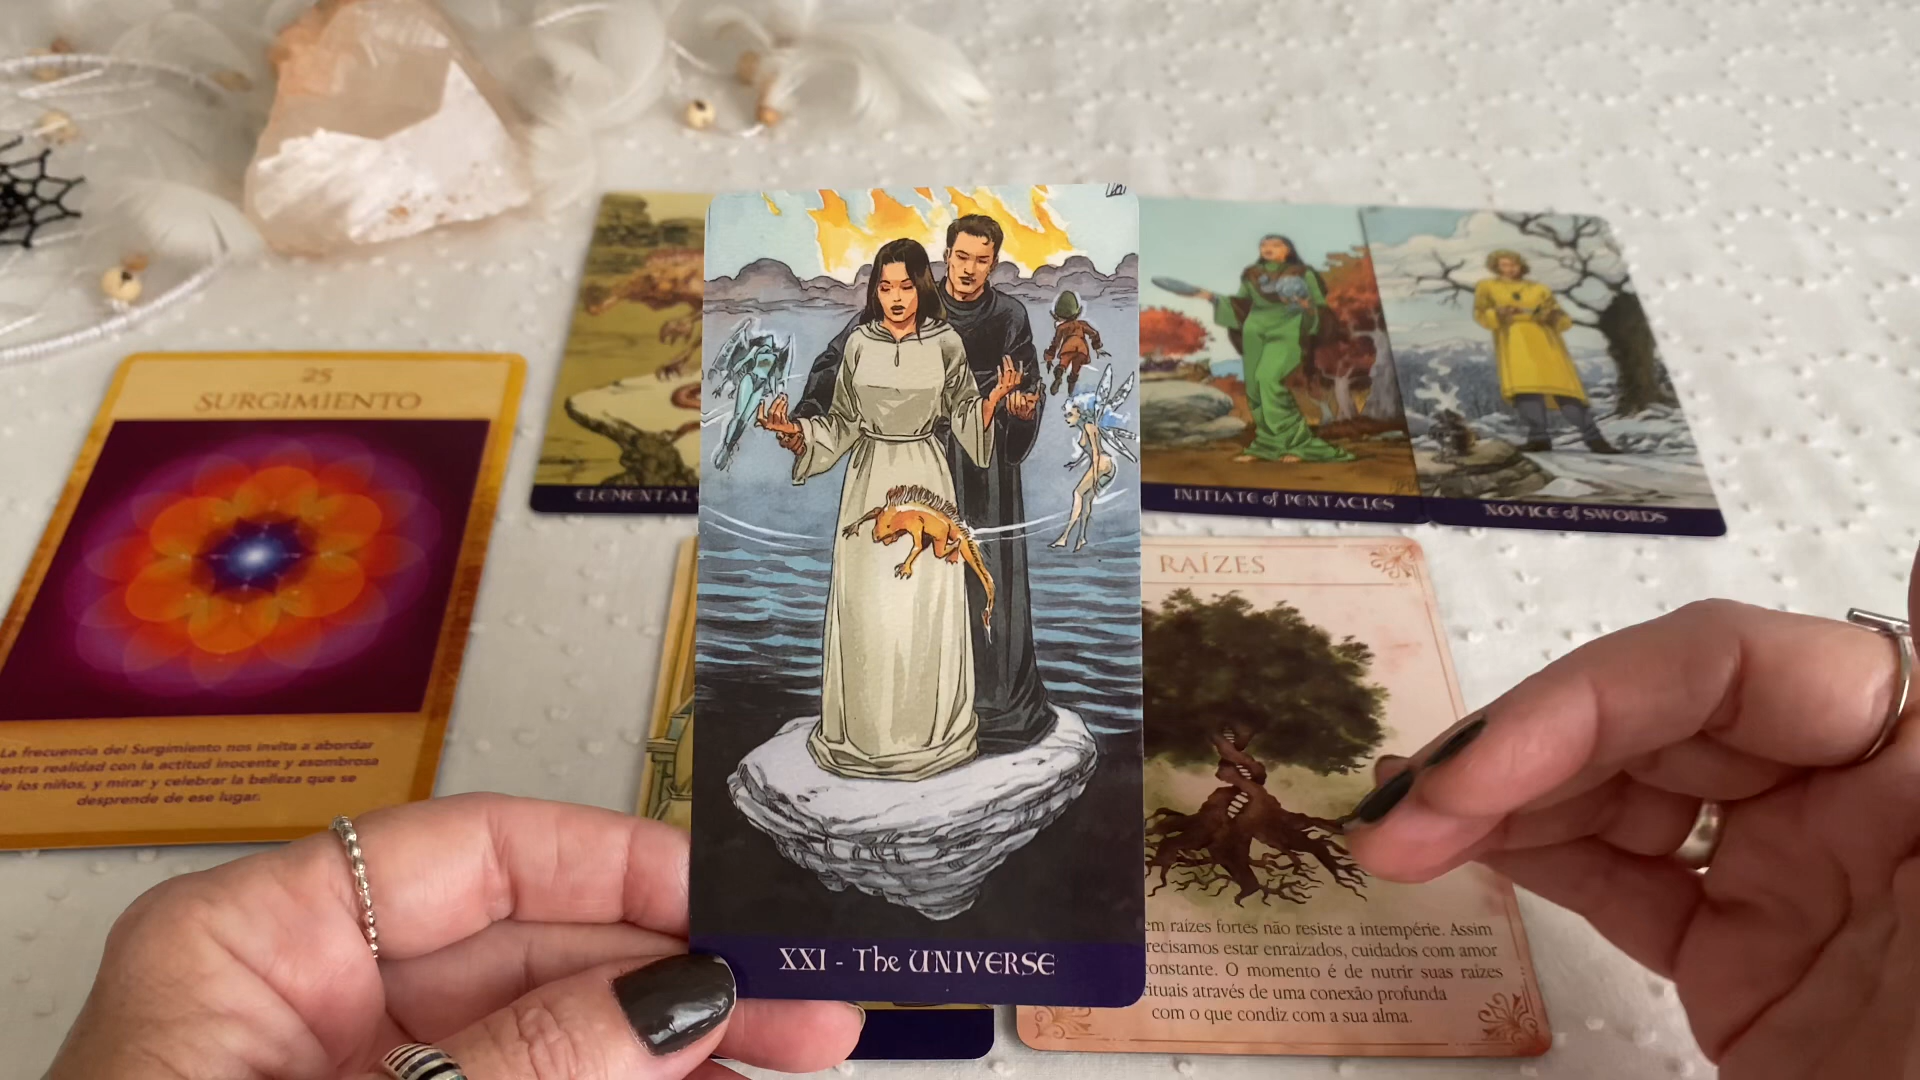 25
SURGIMIENTO
La frecuencia del Surgimiento nos invita a abordar
estra realidad con la actitud inocente y asombrosa
e los niños, y mirar y celebrar la belleza que se
desprende de ese lugar.
ELEMENTAL
XXI - The UNIVERSE
INITIATE of PENTACLES
NOVICE of SWORDS
RAÍZES
em raízes fortes não resiste a intempérie. Assim
recisamos estar enraizados, cuidados com amor
onstante. O momento é de nutrir suas raízes
rituais através de uma conexão profunda
com o que condiz com a sua alma.